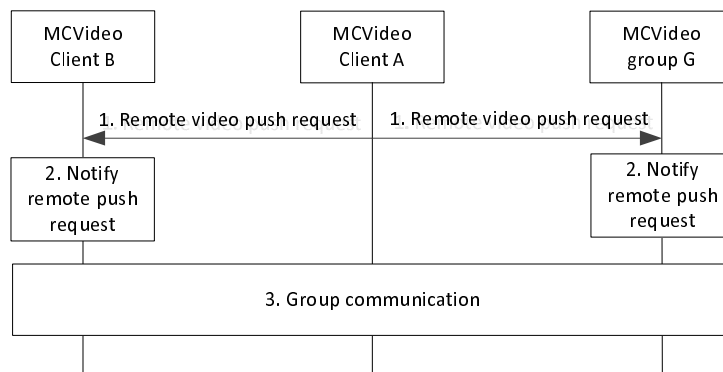 MCVideo
Client B
MCVideo
Client A
MCVideo
group G
1. Remote video push request
1. Remote video push request
2. Notify
remote push
request
2. Notify
remote push
request
3. Group communication